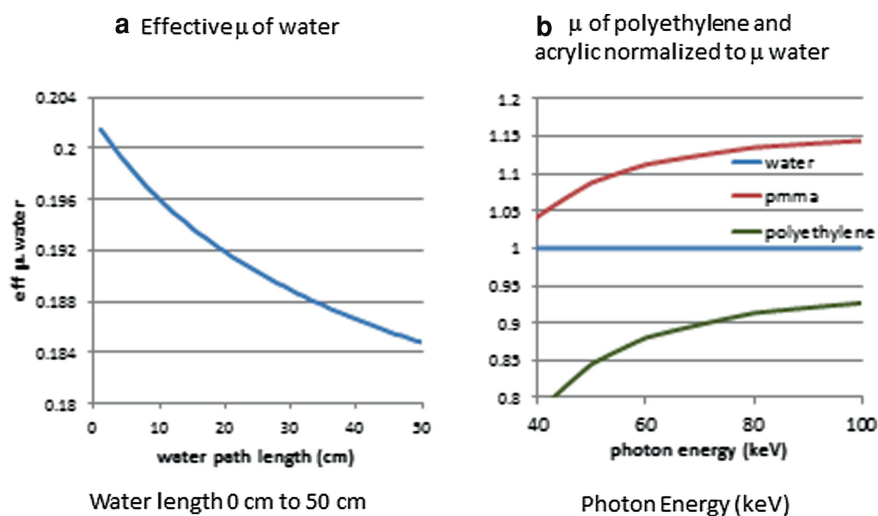 a Effective μ of water
0.204
0.2
0.196
0.192
0.188
0.184
0.18
eff μ water
0 10 20 30 40 50
water path length (cm)
Water length 0 cm to 50 cm
b μ of polyethylene and
acrylic normalized to μ water
1.2
1.15
1.1
1.05
1
0.95
0.9
0.85
0.8
water
pmma
polyethylene
40 60 80 100
photon energy (keV)
Photon Energy (keV)